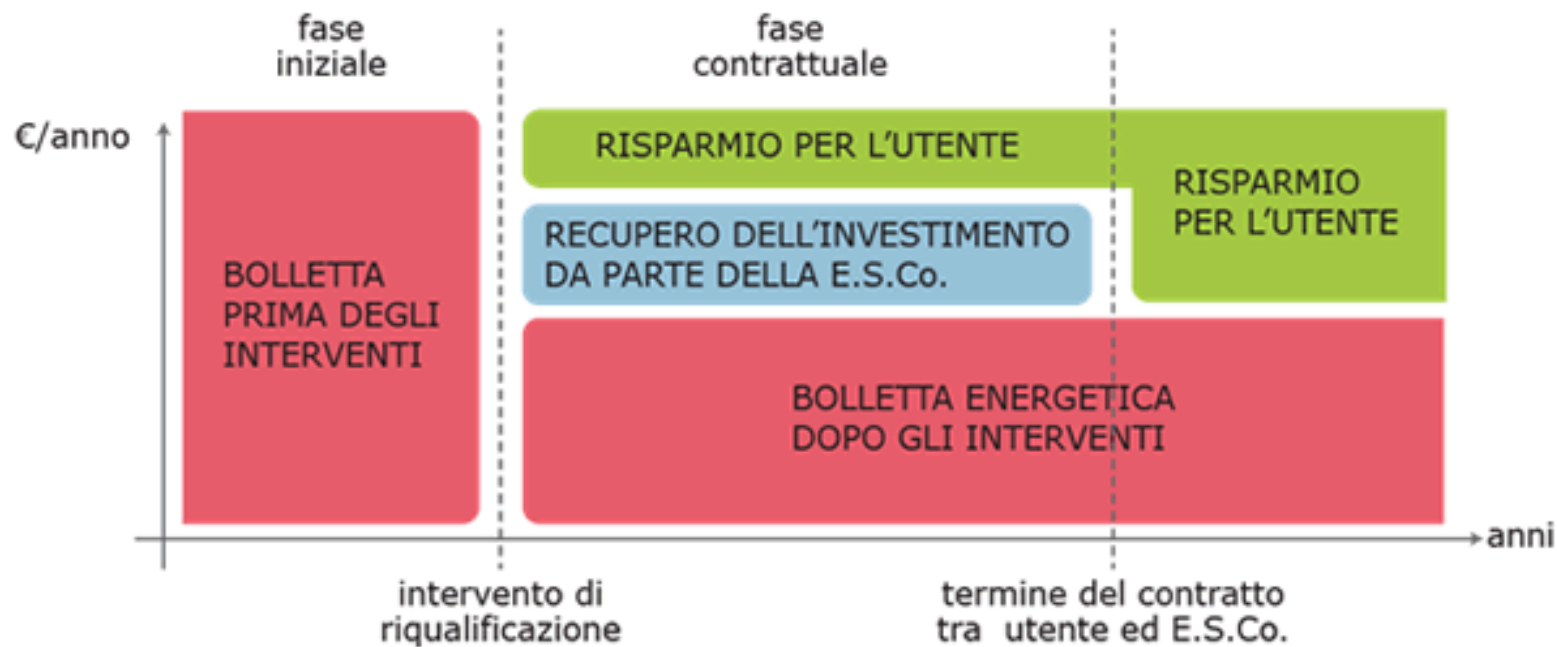 fase
iniziale
fase
contrattuale
€/anno
BOLLETTA
PRIMA DEGLI
INTERVENTI
RISPARMIO PER L'UTENTE
RISPARMIO
PER L'UTENTE
RECUPERO DELL'INVESTIMENTO
DA PARTE DELLA E.S.Co.
BOLLETTA ENERGETICA
DOPO GLI INTERVENTI
anni
intervento di
riqualificazione
termine del contratto
tra utente ed E.S.Co.